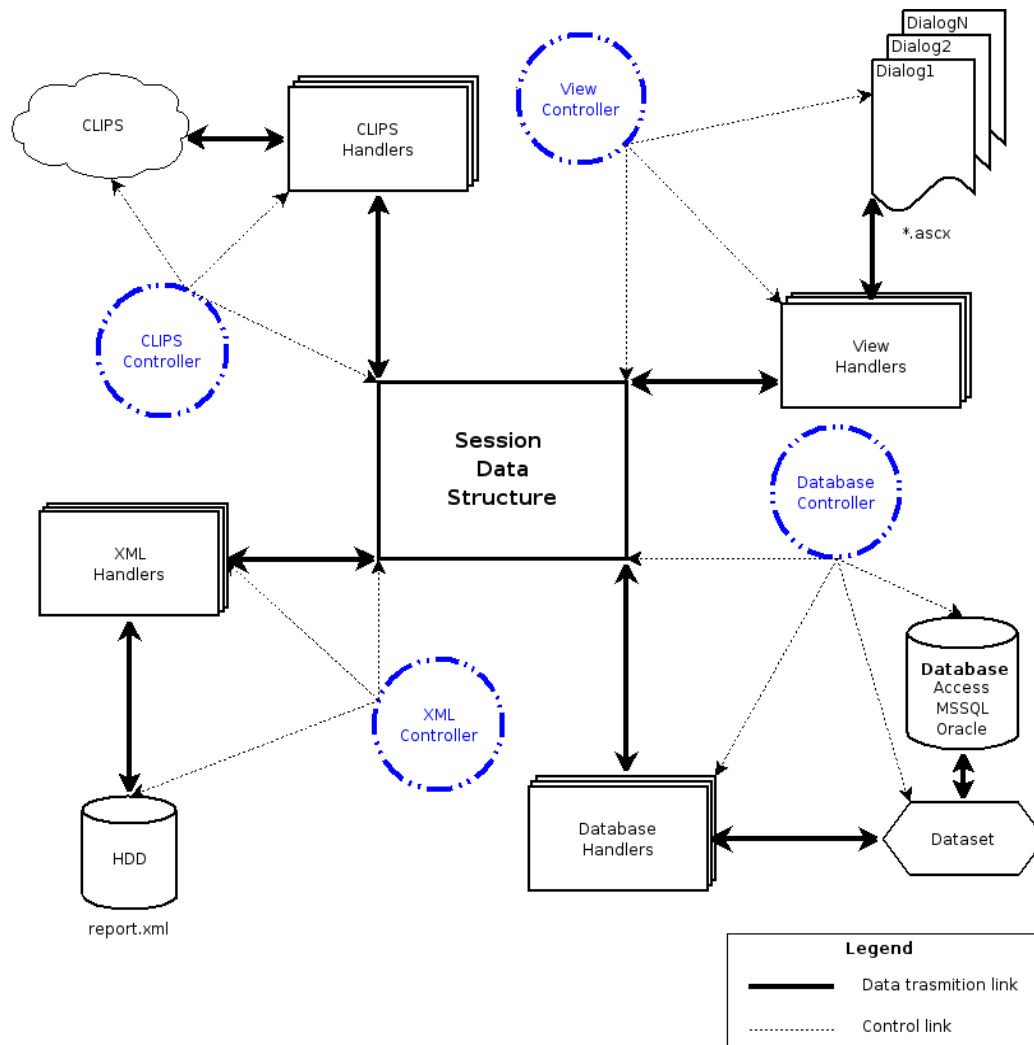 DialogN
Dialog2
Dialog1
*.ascx
View
Controller
CLIPS
CLIPS
Handlers
CLIPS
Controller
View
Handlers
Session
Data
Structure
Database
Controller
XML
Handlers
XML
Controller
Database
Access
MSSQL
Oracle
Dataset
Database
Handlers
HDD
report.xml
Legend
Data trasmition link
Control link